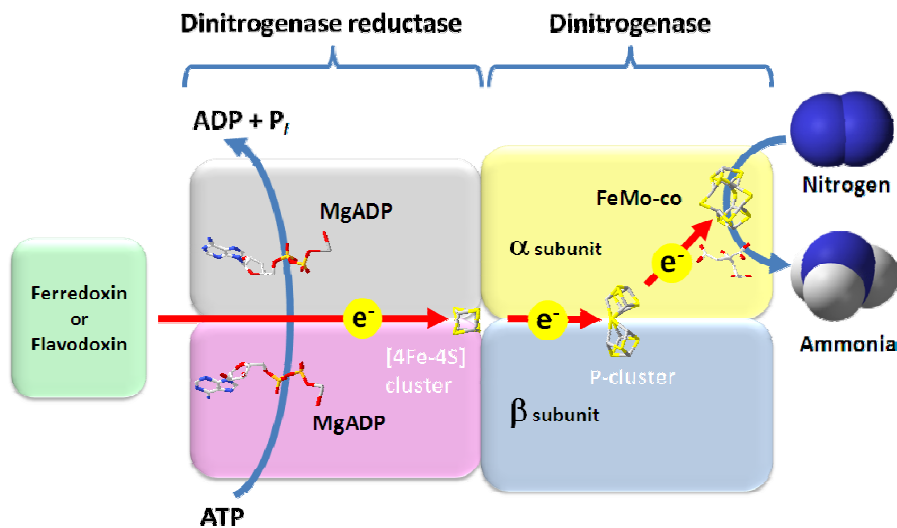 Dinitrogenase reductase
Dinitrogenase
ADP + Pi
MgADP
FeMo-co
Nitrogen
α subunit
e-
Ferredoxin
or
Flavodoxin
e-
e-
[4Fe-4S]
cluster
P-cluster
Ammonia
β subunit
MgADP
ATP